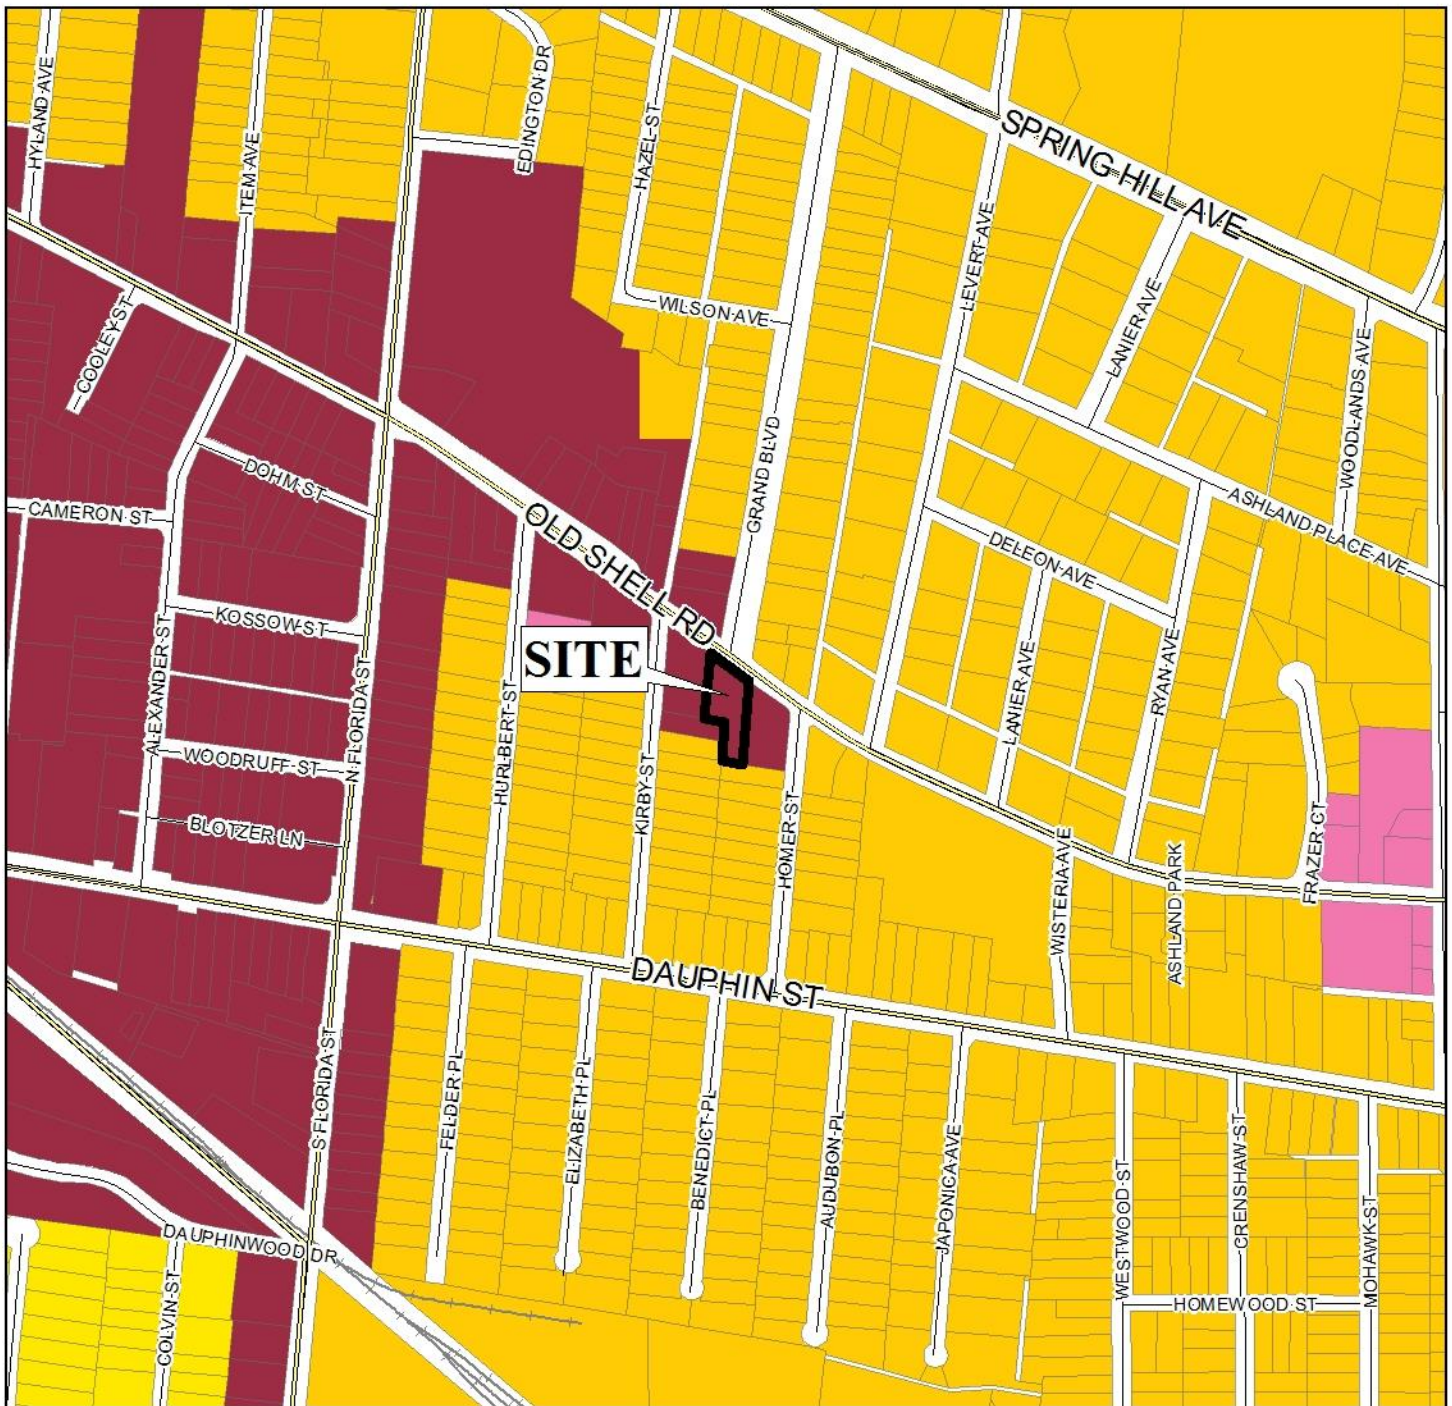 HYLAND AVE
ITEM AVE
EDINGTON DR
HAZEL ST
SPRING HILL AVE
LEVERT AVE
LANIER AVE
WOODLANDS AVE
WILSON AVE
COOLEY ST
GRAND BLVD
DOHM ST
CAMERON ST
OLD SHELL RD
ASHLAND PLACE AVE
DELEON AVE
KOSSOW ST
ALEXANDER ST
N FLORIDA ST
HURLBERT ST
SITE
LANIER AVE
RYAN AVE
WOODRUFF ST
KIRBY ST
HOMER ST
BLOTZER LN
WISTERIA AVE
ASHLAND PARK
FRAZER CT
DAUPHIN ST
S FLORIDA ST
FELDER PL
ELIZABETH PL
BENEDICT PL
AUDUBON PL
JAPONICA AVE
WESTWOOD ST
CRENSHAW ST
MOHAWK ST
DAUPHINWOOD DR
COLVIN ST
HOMEWOOD ST